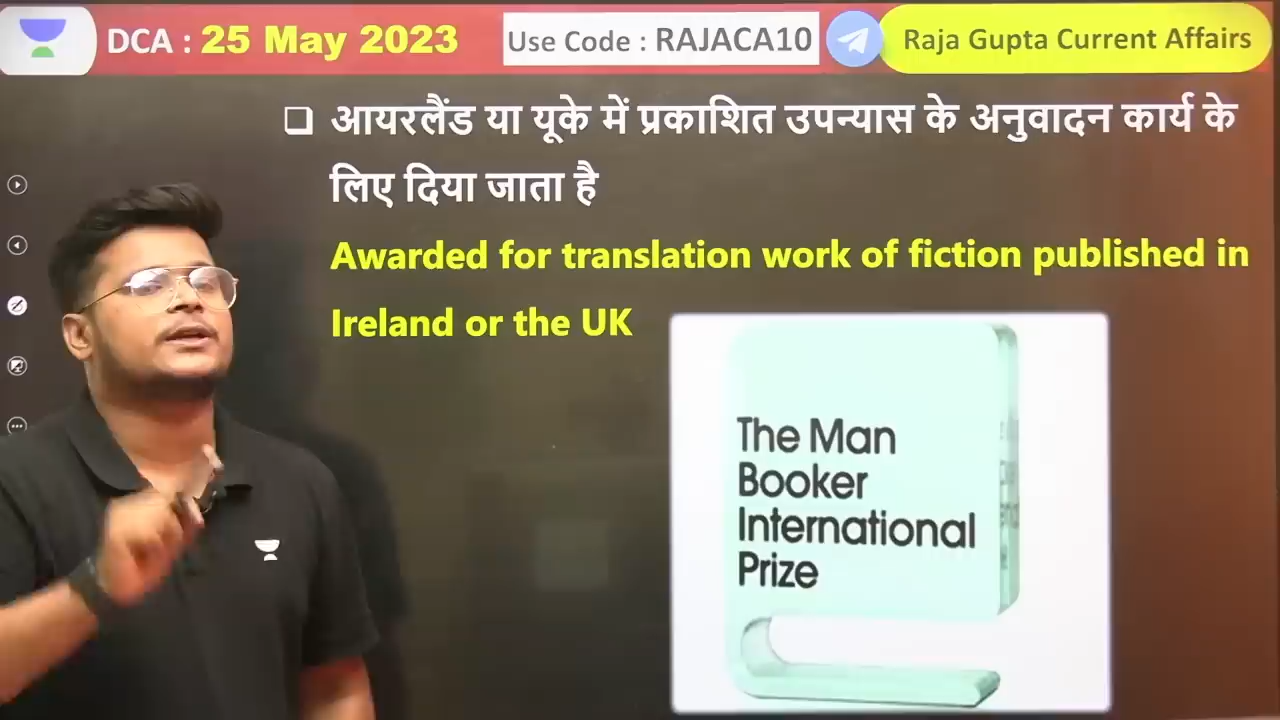 DCA : 25 May 2023
Use Code : RAJACA10
Raja Gupta Current Affairs
❑ आयरलैंड या यूके में प्रकाशित उपन्यास के अनुवादन कार्य के
लिए दिया जाता है
Awarded for translation work of fiction published in
Ireland or the UK
The Man
Booker
International
Prize